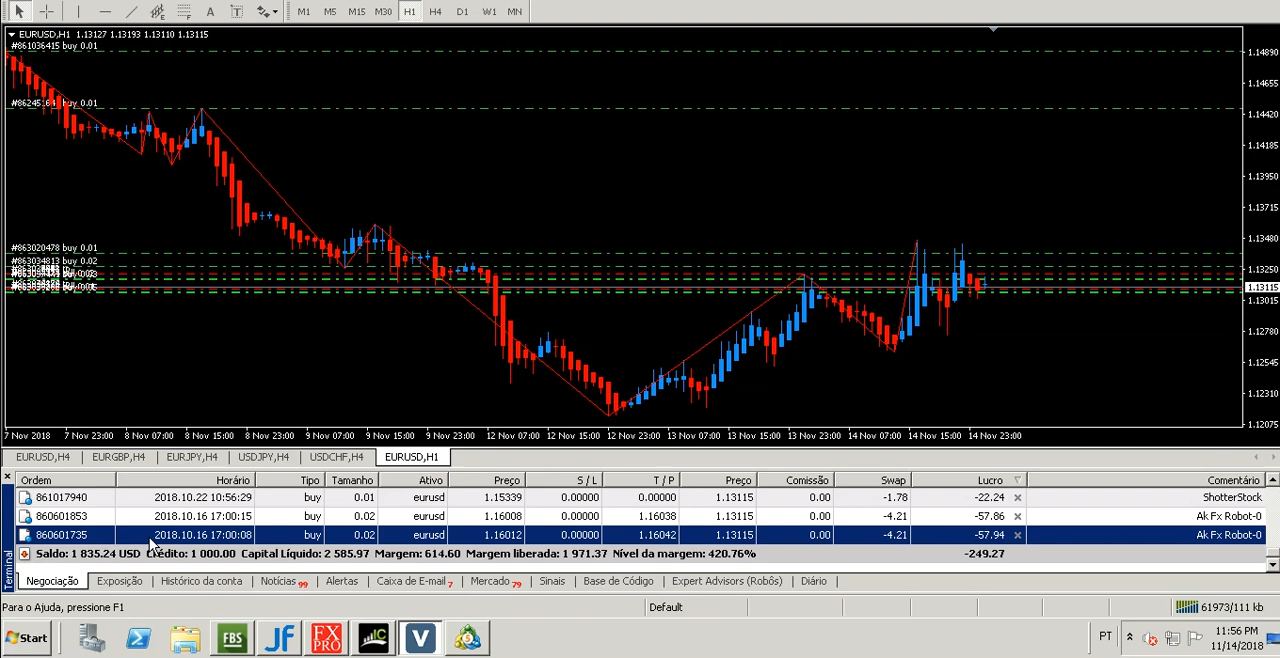 A T M1 M5 M15 M30 H1 H4 D1 W1 MN
EURUSD,H1 1.13127 1.13193 1.13110 1.13115
#861036415 buy 0.01
1.14890
1.14655
buy 0.01
1.14420
1.14185
1.13950
1.13715
1.13480
#863020478 buy 0.01
#863034813 buy 0.02
1.13250
1.13115
1.13015
1.12780
1.12545
1.12310
1.12075
7 Nov 2018 7 Nov 23:00 8 Nov 07:00 8 Nov 15:00 8 Nov 23:00 9 Nov 07:00 9 Nov 15:00 9 Nov 23:00 12 Nov 07:00 12 Nov 15:00 12 Nov 23:00 13 Nov 07:00 13 Nov 15:00 13 Nov 23:00 14 Nov 07:00 14 Nov 15:00 14 Nov 23:00
EURUSD,H4 EURGBP,H4 EURJPY,H4 USDJPY,H4 USDCHF,H4 EURUSD,H1
Ordem Horário Tipo Tamanho Ativo Preço S / L T / P Preço Comissão Swap Lucro Comentário
861017940 2018.10.22 10:56:29 buy 0.01 eurusd 1.15339 0.00000 0.00000 1.13115 0.00 -1.78 -22.24 ShotterStock
860601853 2018.10.16 17:00:15 buy 0.02 eurusd 1.16008 0.00000 1.16038 1.13115 0.00 -4.21 -57.86 Ak Fx Robot-0
860601735 2018.10.16 17:00:08 buy 0.02 eurusd 1.16012 0.00000 1.16042 1.13115 0.00 -4.21 -57.94 Ak Fx Robot-0
Saldo: 1 835.24 USD Crédito: 1 000.00 Capital Líquido: 2 585.97 Margem: 614.60 Margem liberada: 1 971.37 Nível da margem: 420.76% -249.27
Terminal
Negociação Exposição Histórico da conta Notícias 99 Alertas Caixa de E-mail 7 Mercado 79 Sinais Base de Código Expert Advisors (Robôs) Diário
Para o Ajuda, pressione F1 Default 61973/111 kb
Start FBS JF FX PRO IC V PT 11:56 PM
11/14/2018